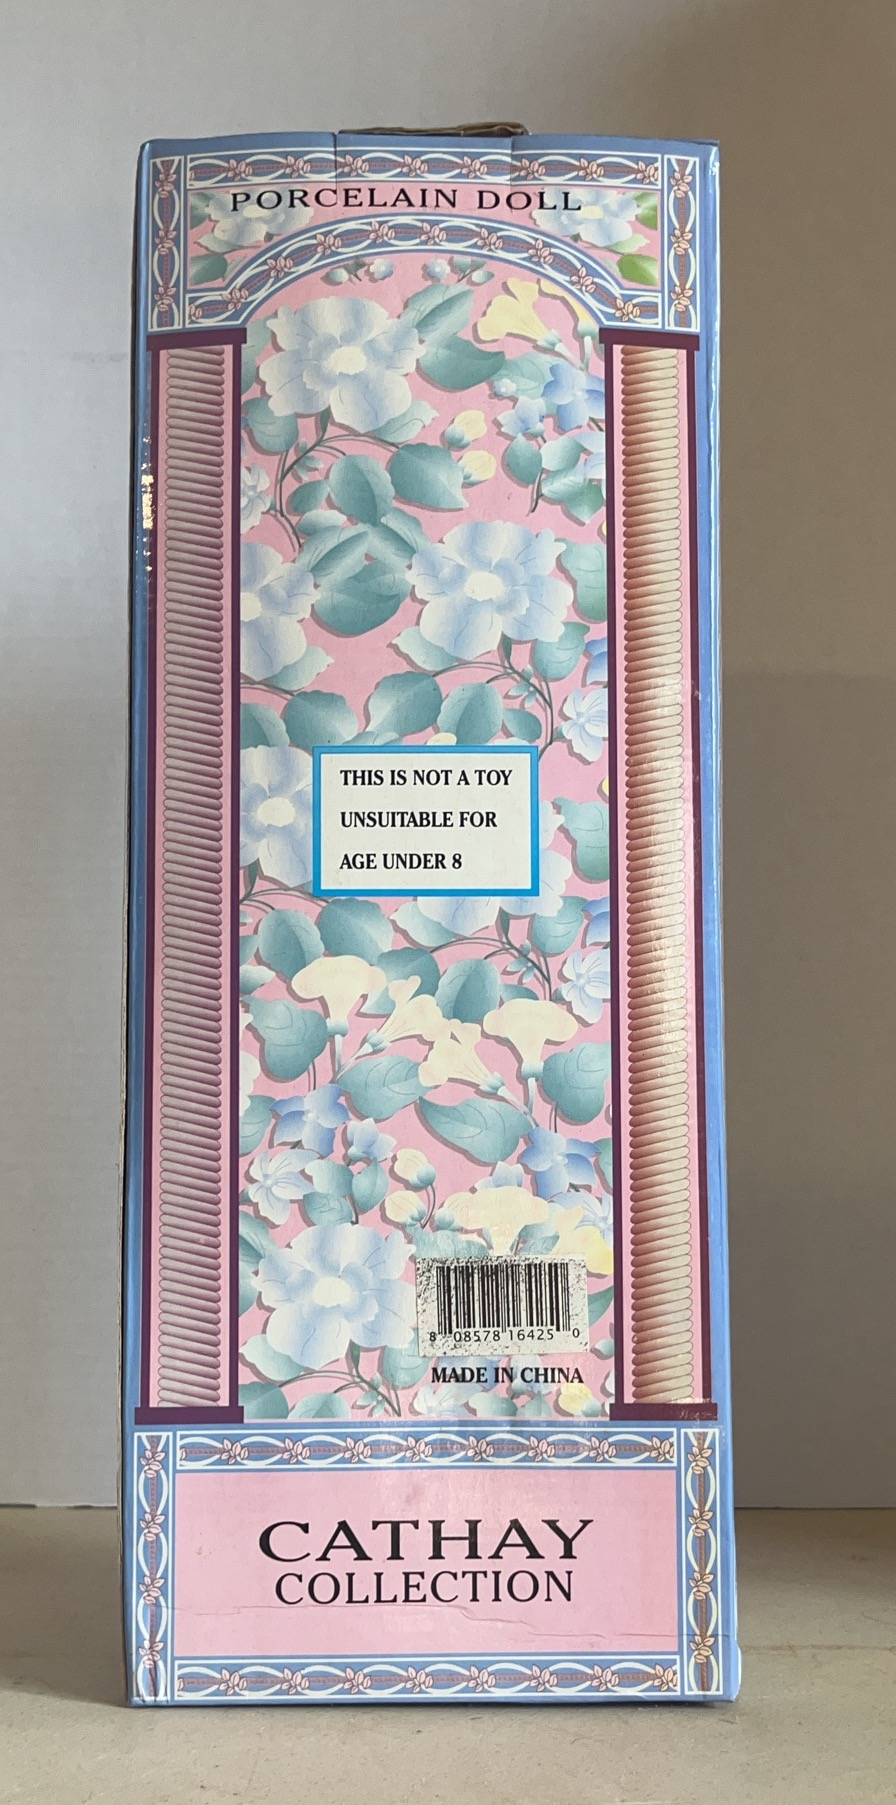 PORCELAIN DOLL
THIS IS NOT A TOY
UNSUITABLE FOR
AGE UNDER 8
8 08578 16425 0
MADE IN CHINA
CATHAY
COLLECTION